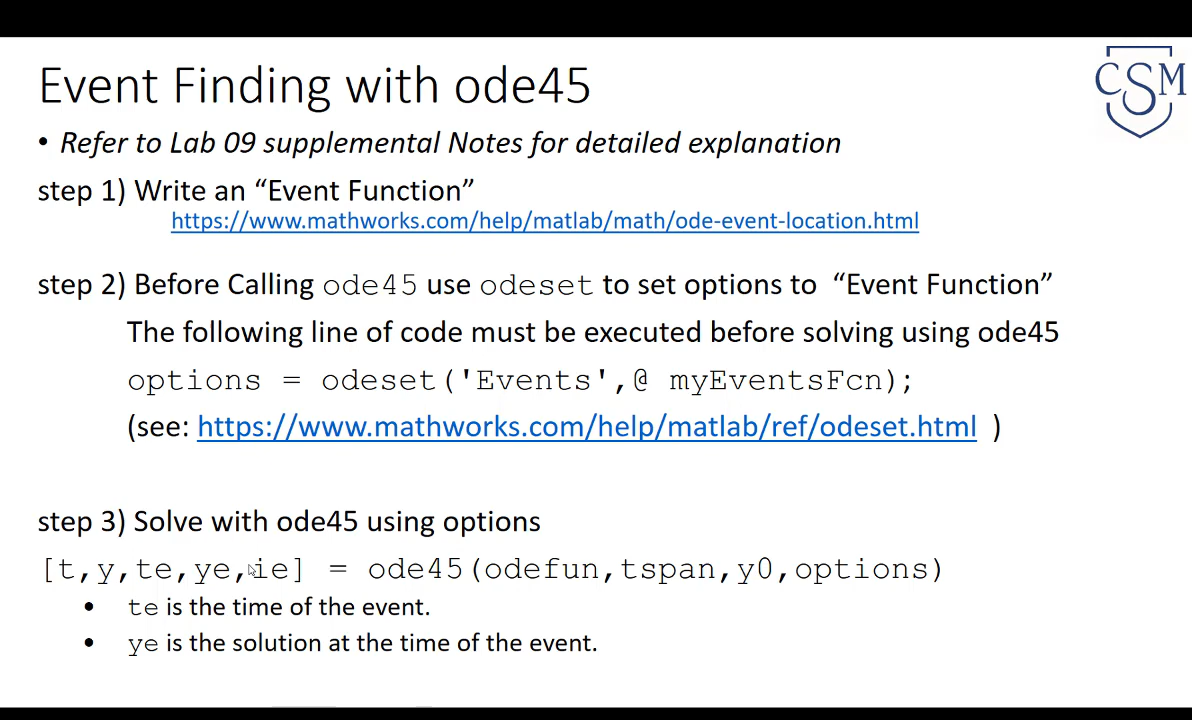 Event Finding with ode45
CSM
• Refer to Lab 09 supplemental Notes for detailed explanation
step 1) Write an “Event Function”
https://www.mathworks.com/help/matlab/math/ode-event-location.html
step 2) Before Calling ode45 use odeset to set options to “Event Function”
The following line of code must be executed before solving using ode45
options = odeset('Events',@ myEventsFcn);
(see: https://www.mathworks.com/help/matlab/ref/odeset.html )
step 3) Solve with ode45 using options
[t,y,te,ye,ie] = ode45(odefun,tspan,y0,options)
• te is the time of the event.
• ye is the solution at the time of the event.